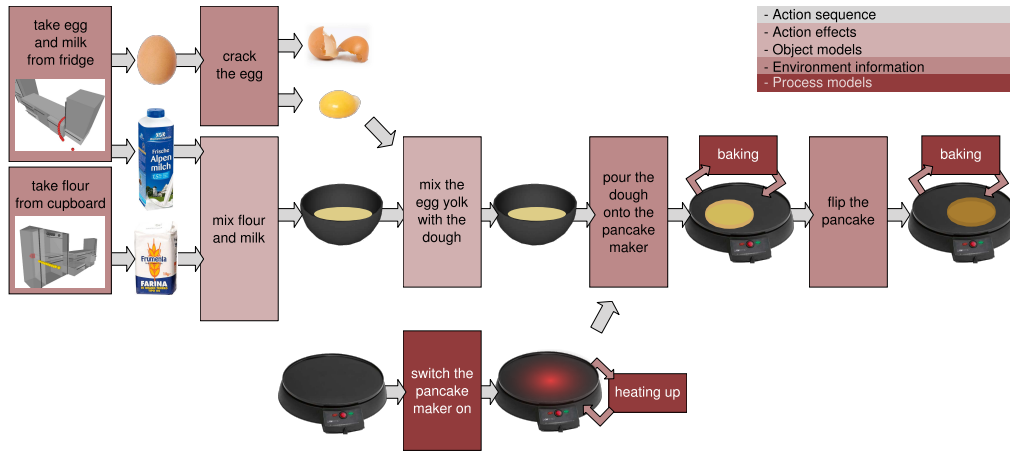 take egg
and milk
from fridge
crack
the egg
- Action sequence
- Action effects
- Object models
- Environment information
- Process models
Frische
Alpen
milch
take flour
from cupboard
mix flour
and milk
mix the
egg yolk
with the
dough
pour the
dough
onto the
pancake
maker
baking
flip the
pancake
baking
Frumenta
FARINA
switch the
pancake
maker on
heating up